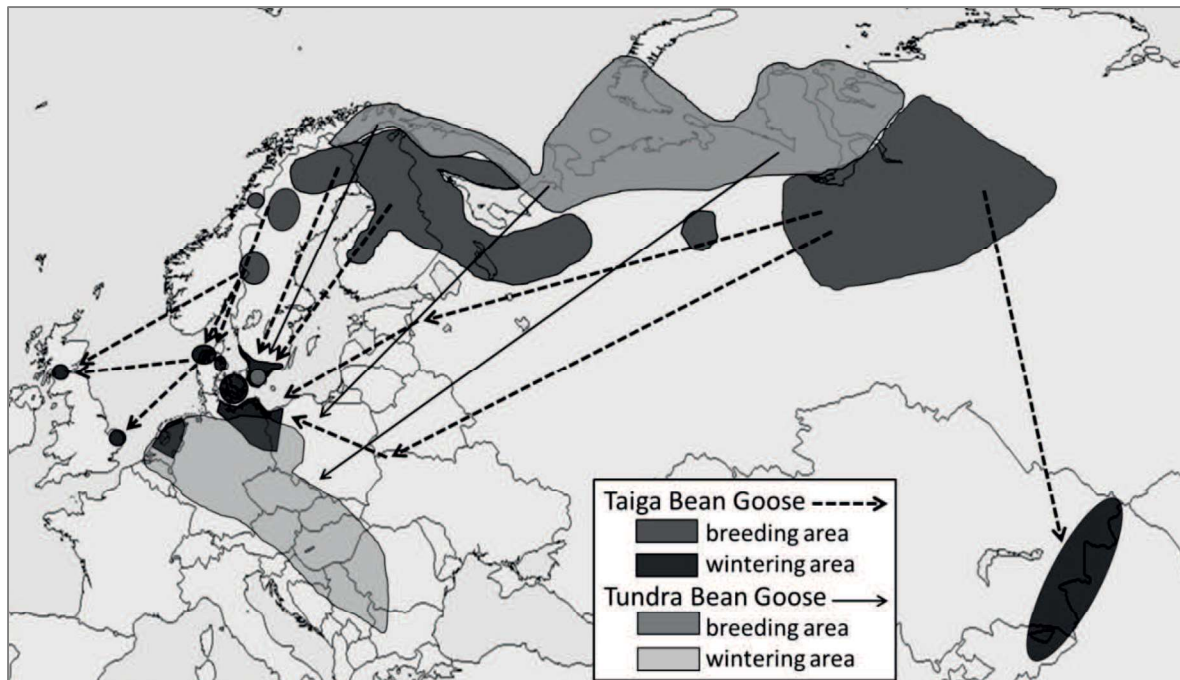 Taiga Bean Goose
breeding area
wintering area
Tundra Bean Goose
breeding area
wintering area